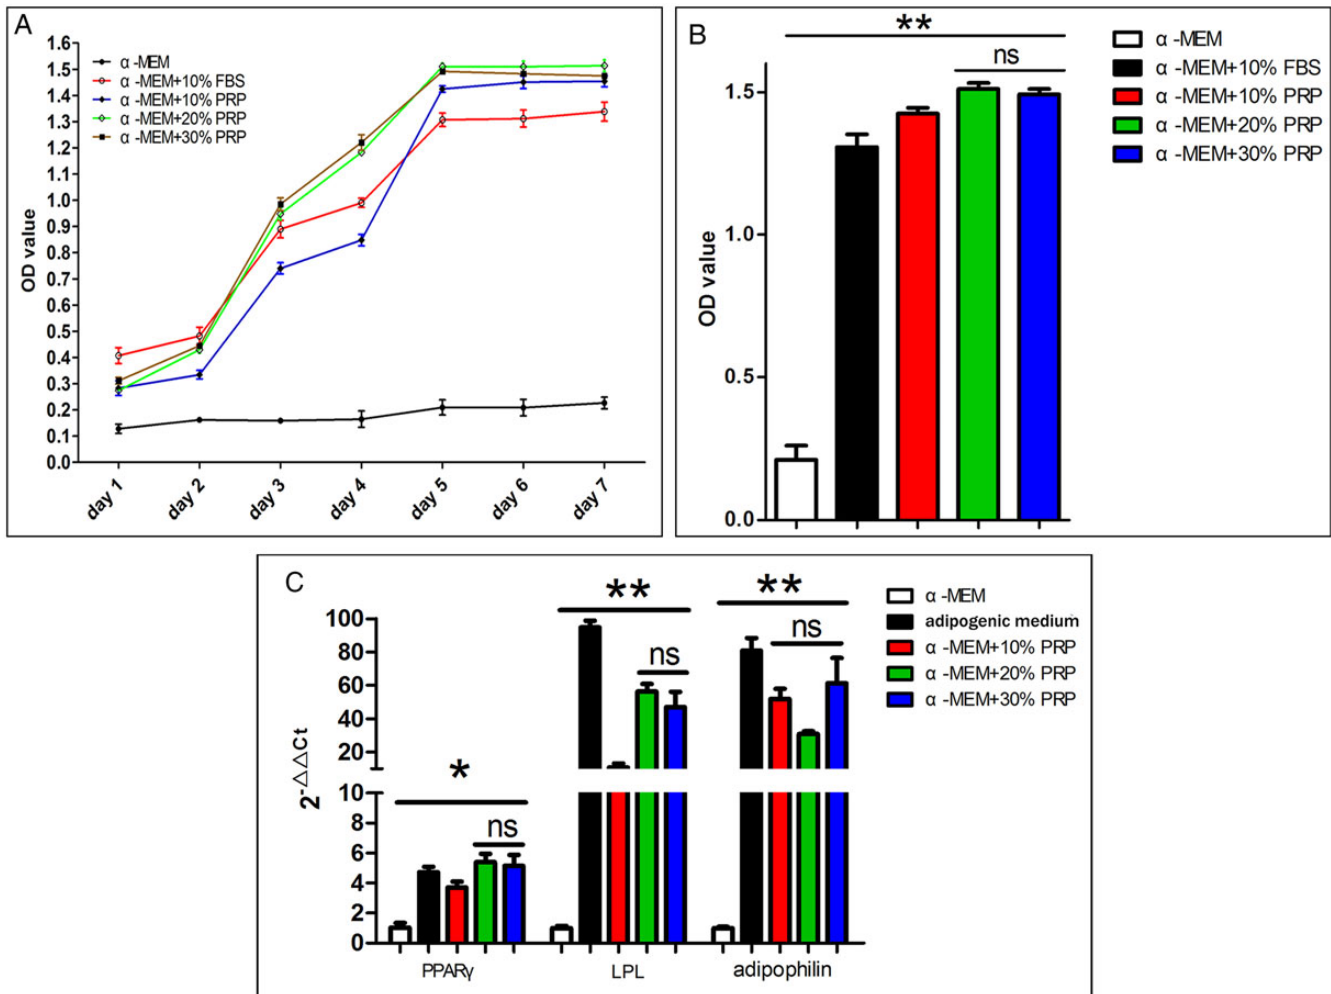 A
1.6
1.5
1.4
1.3
1.2
1.1
1.0
0.9
0.8
0.7
0.6
0.5
0.4
0.3
0.2
0.1
0.0
OD value
α -MEM
α -MEM+10% FBS
α -MEM+10% PRP
α -MEM+20% PRP
α -MEM+30% PRP
day 1
day 2
day 3
day 4
day 5
day 6
day 7
B
**
ns
1.5
1.0
0.5
0.0
OD value
α -MEM
α -MEM+10% FBS
α -MEM+10% PRP
α -MEM+20% PRP
α -MEM+30% PRP
C
100
80
60
40
20
10
8
6
4
2
0
2-△△Ct
*
ns
**
ns
**
ns
PPARγ
LPL
adipophilin
α -MEM
adipogenic medium
α -MEM+10% PRP
α -MEM+20% PRP
α -MEM+30% PRP